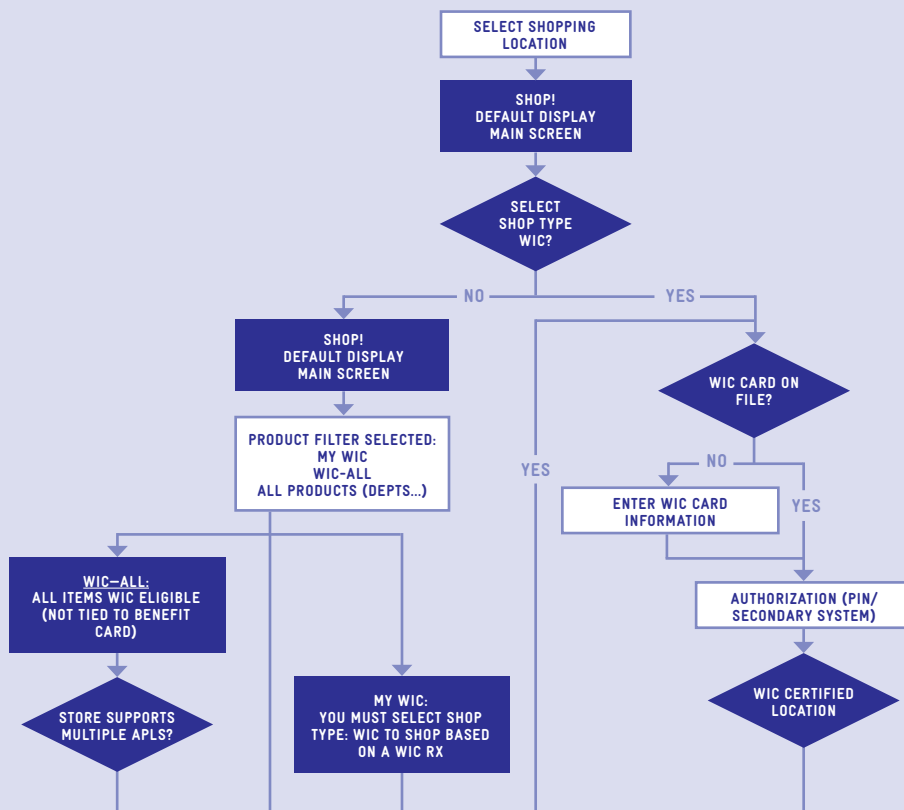 SELECT SHOPPING
LOCATION
SHOP!
DEFAULT DISPLAY
MAIN SCREEN
SELECT
SHOP TYPE
WIC?
NO
YES
SHOP!
DEFAULT DISPLAY
MAIN SCREEN
WIC CARD ON
FILE?
PRODUCT FILTER SELECTED:
MY WIC
WIC-ALL
ALL PRODUCTS (DEPTS...)
YES
NO
ENTER WIC CARD
INFORMATION
YES
WIC–ALL:
ALL ITEMS WIC ELIGIBLE
(NOT TIED TO BENEFIT
CARD)
AUTHORIZATION (PIN/
SECONDARY SYSTEM)
STORE SUPPORTS
MULTIPLE APLS?
MY WIC:
YOU MUST SELECT SHOP
TYPE: WIC TO SHOP BASED
ON A WIC RX
WIC CERTIFIED
LOCATION